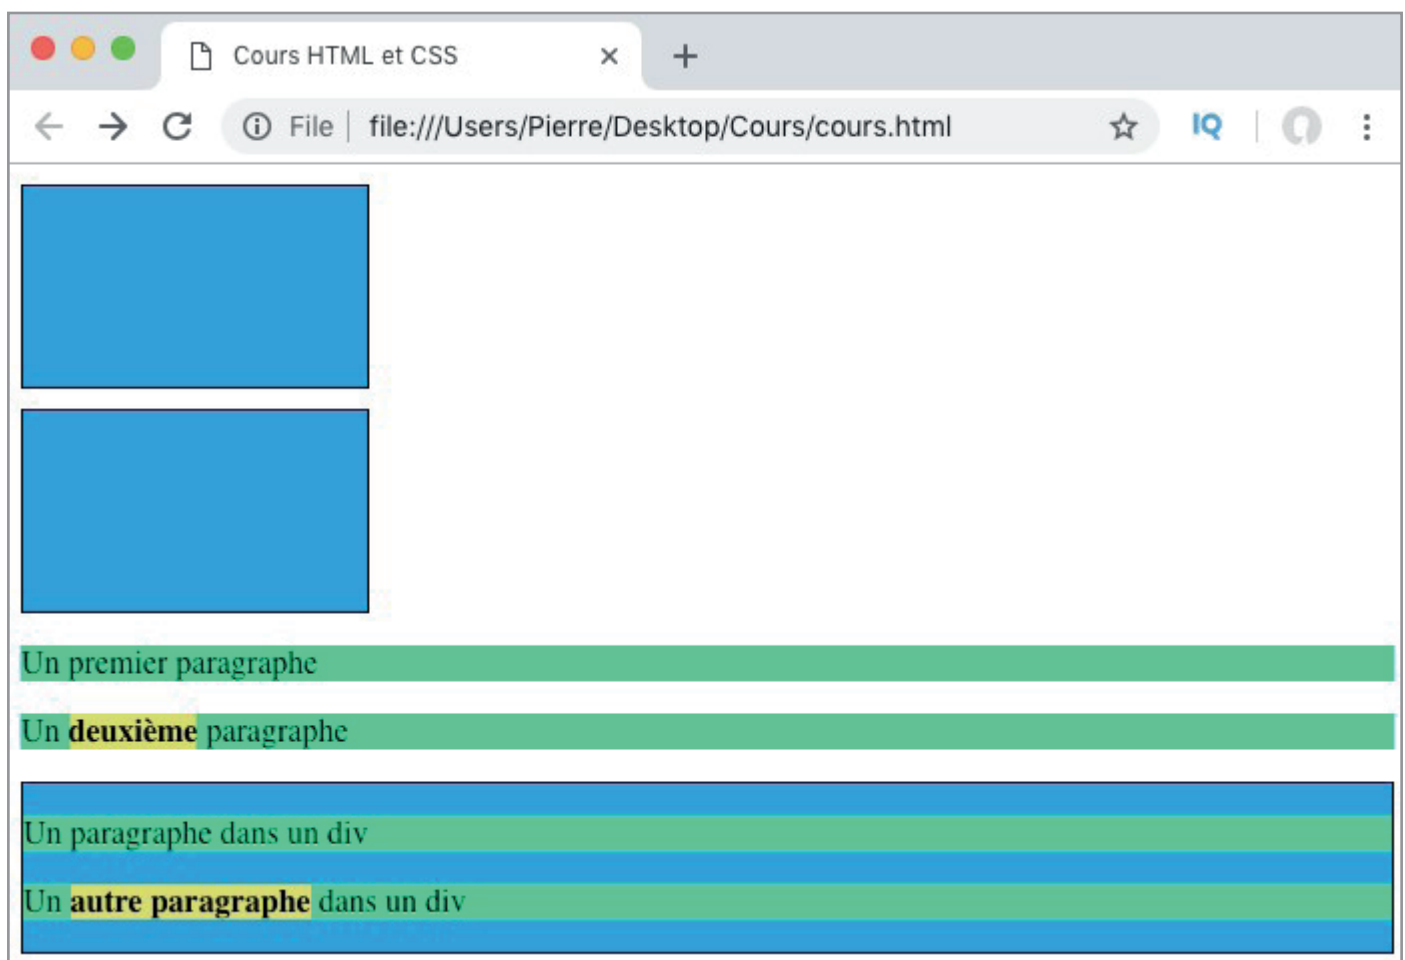 Cours HTML et CSS
File file:///Users/Pierre/Desktop/Cours/cours.html IQ
Un premier paragraphe
Un deuxième paragraphe
Un paragraphe dans un div
Un autre paragraphe dans un div